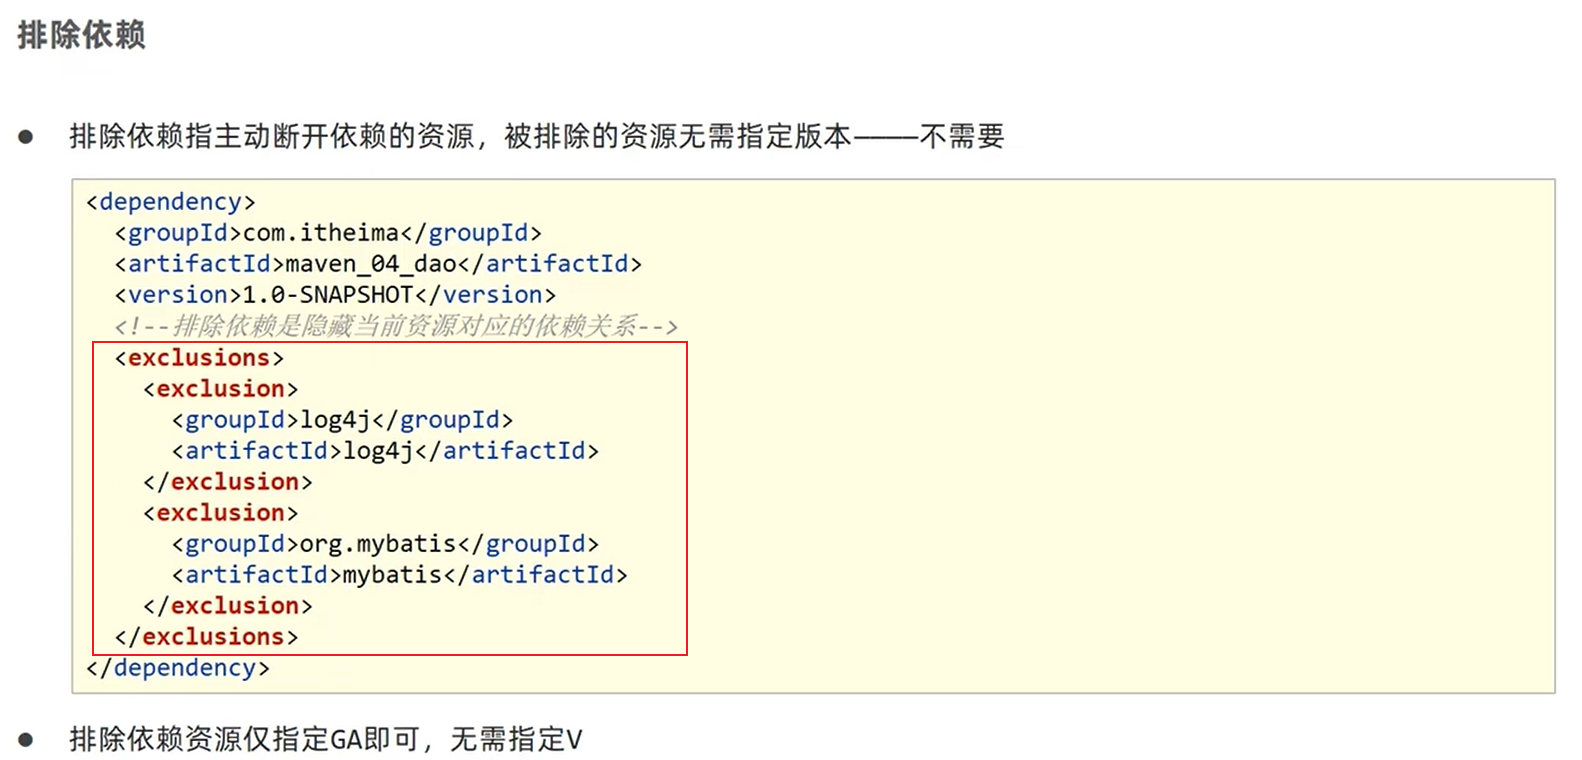 排除依赖
● 排除依赖指主动断开依赖的资源，被排除的资源无需指定版本————不需要
<dependency>
  <groupId>com.itheima</groupId>
  <artifactId>maven_04_dao</artifactId>
  <version>1.0-SNAPSHOT</version>
  <!--排除依赖是隐藏当前资源对应的依赖关系-->
  <exclusions>
    <exclusion>
      <groupId>log4j</groupId>
      <artifactId>log4j</artifactId>
    </exclusion>
    <exclusion>
      <groupId>org.mybatis</groupId>
      <artifactId>mybatis</artifactId>
    </exclusion>
  </exclusions>
</dependency>
● 排除依赖资源仅指定GA即可，无需指定V